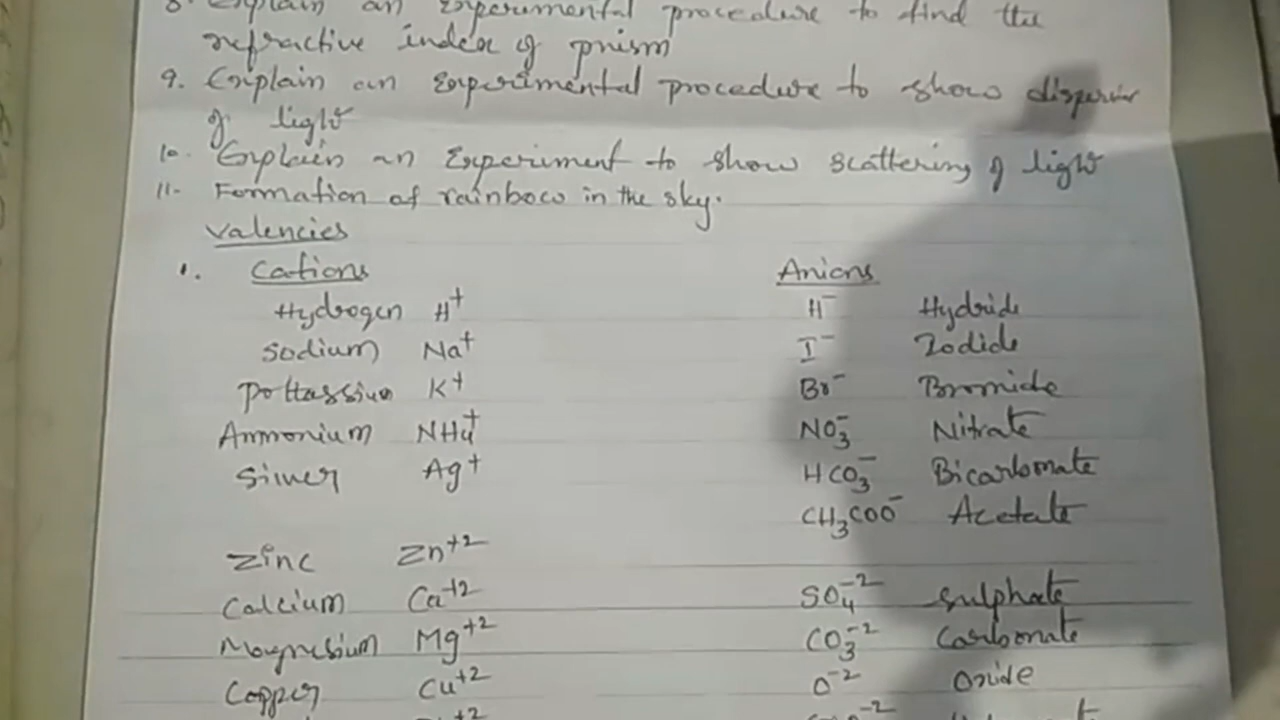 8. Explain an experimental procedure to find the
refractive index of prism
9. Explain an experimental procedure to show dispersion
of light
10. Explain an Experiment to show scattering of light
11. Formation of rainbow in the sky.
Valencies
1. Cations Anions
Hydrogen H⁺ H⁻ Hydride
Sodium Na⁺ I⁻ Iodide
Pottassium K⁺ Br⁻ Bromide
Ammonium NH₄⁺ NO₃⁻ Nitrate
Silver Ag⁺ HCO₃⁻ Bicarbonate
CH₃COO⁻ Acetate
Zinc Zn⁺²
Calcium Ca⁺² SO₄⁻² Sulphate
Magnesium Mg⁺² CO₃⁻² Carbonate
Copper Cu⁺² O⁻² Oxide